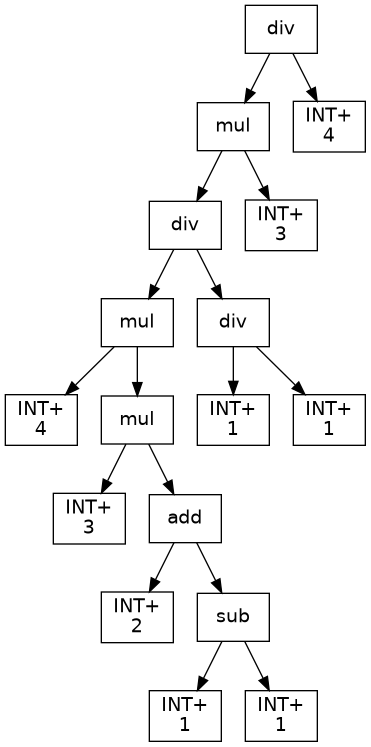 div
mul
INT+
4
div
INT+
3
mul
div
INT+
4
mul
INT+
1
INT+
1
INT+
3
add
INT+
2
sub
INT+
1
INT+
1